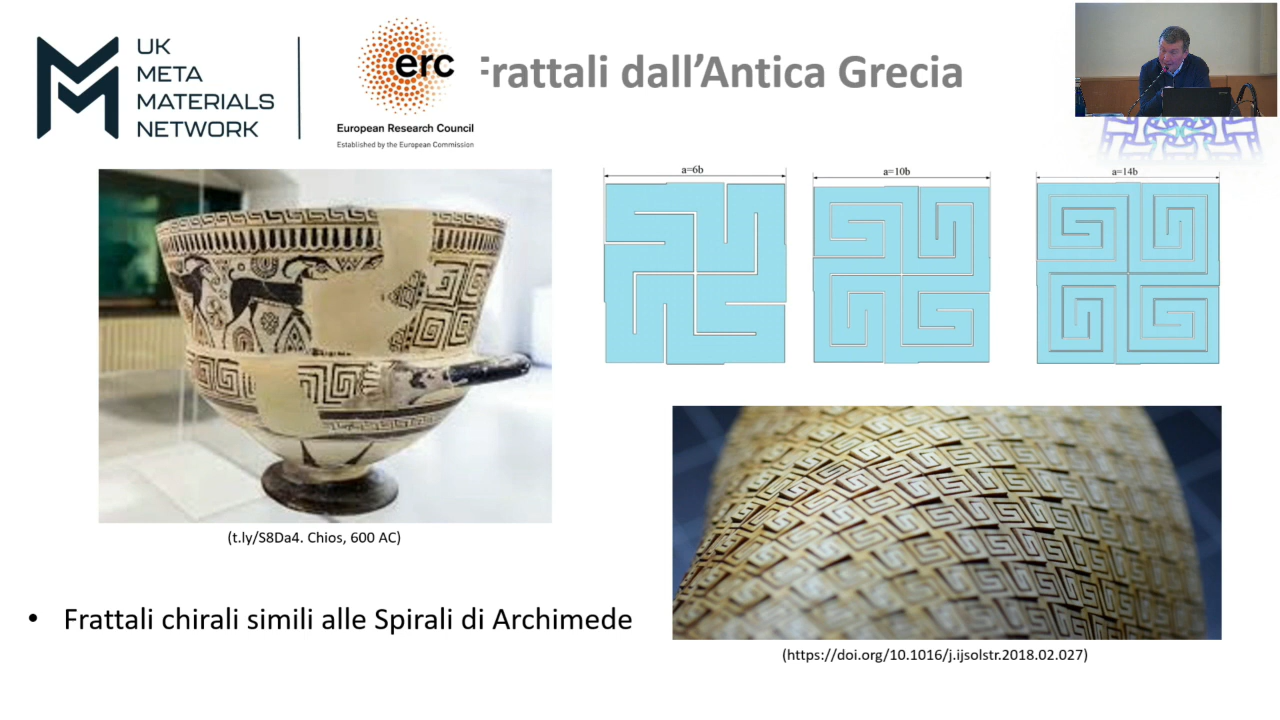 UK
META
MATERIALS
NETWORK
erc
European Research Council
Established by the European Commission
Frattali dall'Antica Grecia
a=6b
a=10b
a=14b
(t.ly/S8Da4. Chios, 600 AC)
• Frattali chirali simili alle Spirali di Archimede
(https://doi.org/10.1016/j.ijsolstr.2018.02.027)